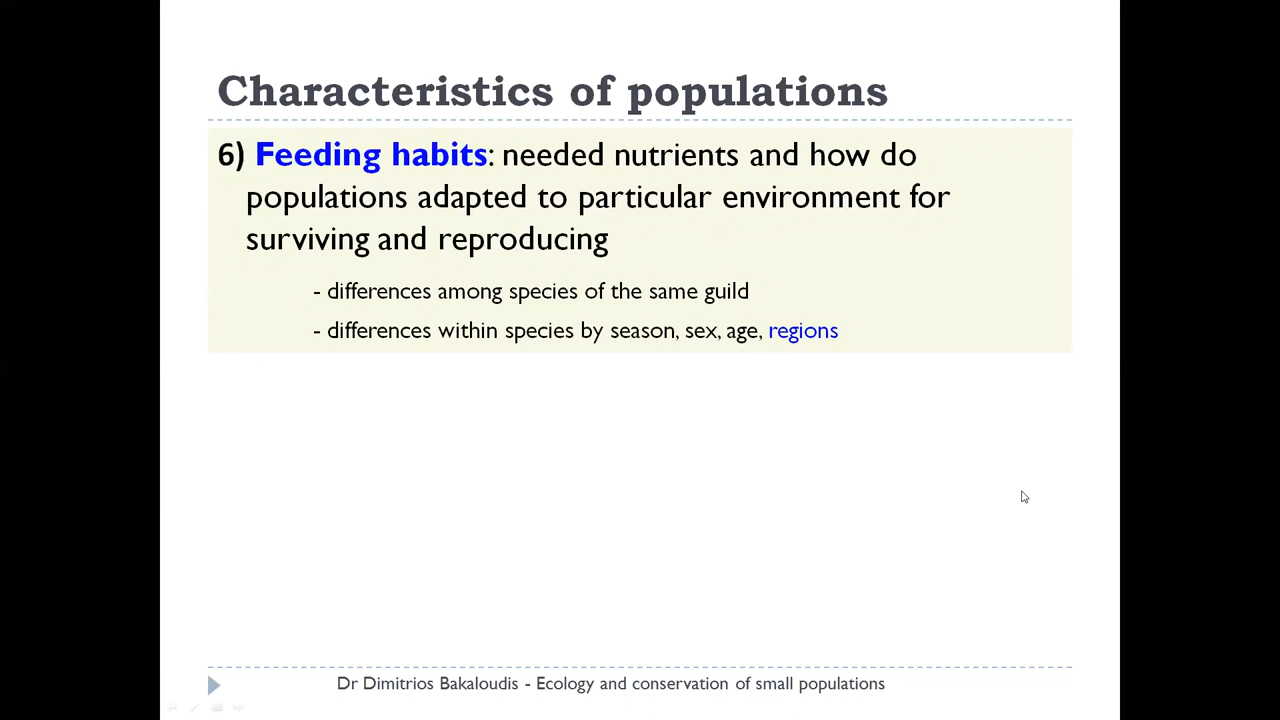 Characteristics of populations
6) Feeding habits: needed nutrients and how do
populations adapted to particular environment for
surviving and reproducing
- differences among species of the same guild
- differences within species by season, sex, age, regions
Dr Dimitrios Bakaloudis - Ecology and conservation of small populations